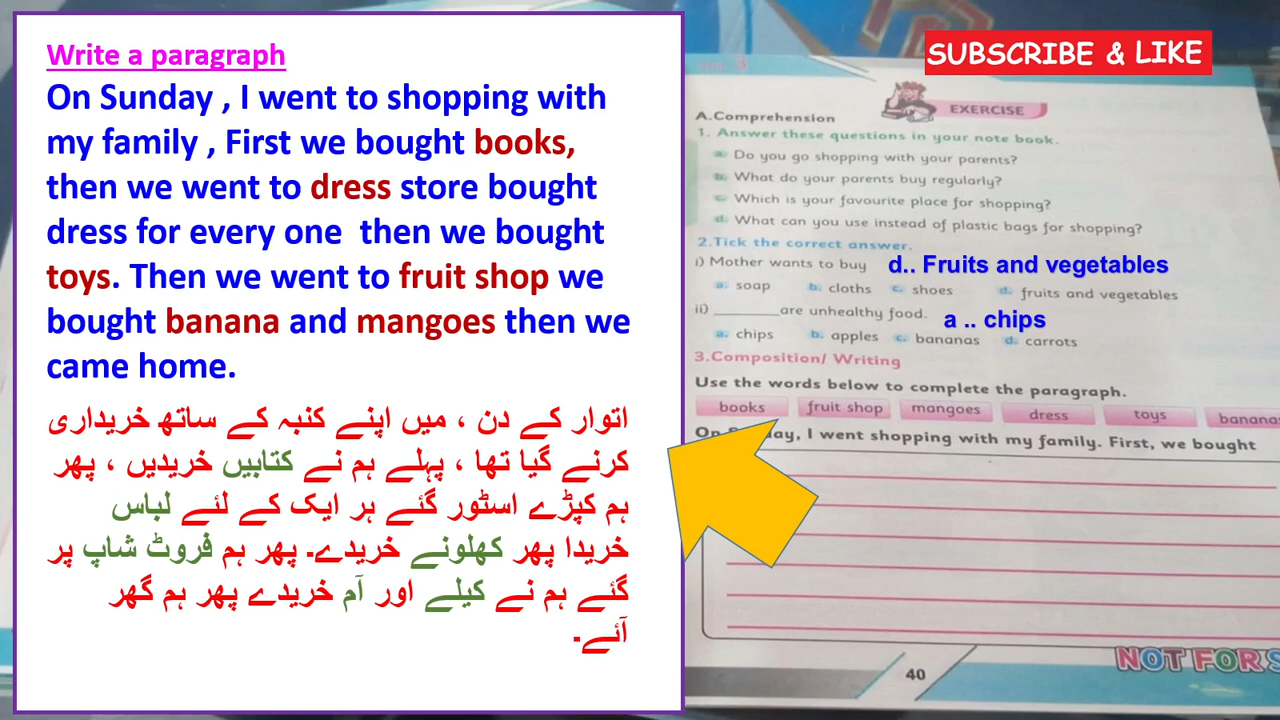 Write a paragraph
On Sunday , I went to shopping with
my family , First we bought books,
then we went to dress store bought
dress for every one then we bought
toys. Then we went to fruit shop we
bought banana and mangoes then we
came home.
اتوار کے دن ، میں اپنے کنبہ کے ساتھ خریداری
کرنے گیا تھا ، پہلے ہم نے کتابیں خریدیں ، پھر
ہم کپڑے اسٹور گئے ہر ایک کے لئے لباس
خریدا پھر کھلونے خریدے۔ پھر ہم فروٹ شاپ پر
گئے ہم نے کیلے اور آم خریدے پھر ہم گھر
آئے۔
SUBSCRIBE & LIKE
3
EXERCISE
A.Comprehension
1. Answer these questions in your note book.
a. Do you go shopping with your parents?
b. What do your parents buy regularly?
c. Which is your favourite place for shopping?
d. What can you use instead of plastic bags for shopping?
2.Tick the correct answer.
i) Mother wants to buy d.. Fruits and vegetables
a. soap b. cloths c. shoes d. fruits and vegetables
ii) ________are unhealthy food. a .. chips
a. chips b. apples c. bananas d. carrots
3.Composition/ Writing
Use the words below to complete the paragraph.
books fruit shop mangoes dress toys banana
On day, I went shopping with my family. First, we bought
40
NOT FOR S